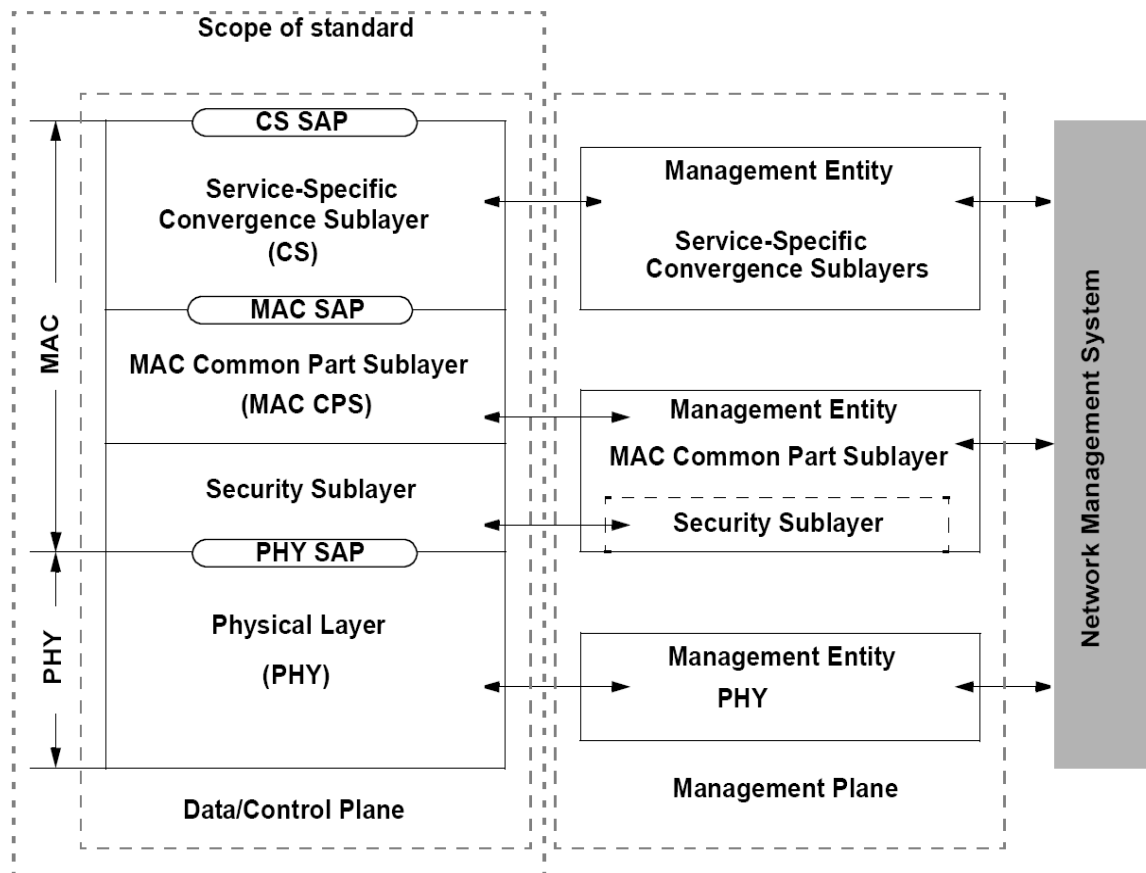 Scope of standard
CS SAP
Service-Specific
Convergence Sublayer
(CS)
MAC SAP
MAC Common Part Sublayer
(MAC CPS)
Security Sublayer
PHY SAP
Physical Layer
(PHY)
Data/Control Plane
MAC
PHY
Management Entity
Service-Specific
Convergence Sublayers
Management Entity
MAC Common Part Sublayer
Security Sublayer
Management Entity
PHY
Management Plane
Network Management System